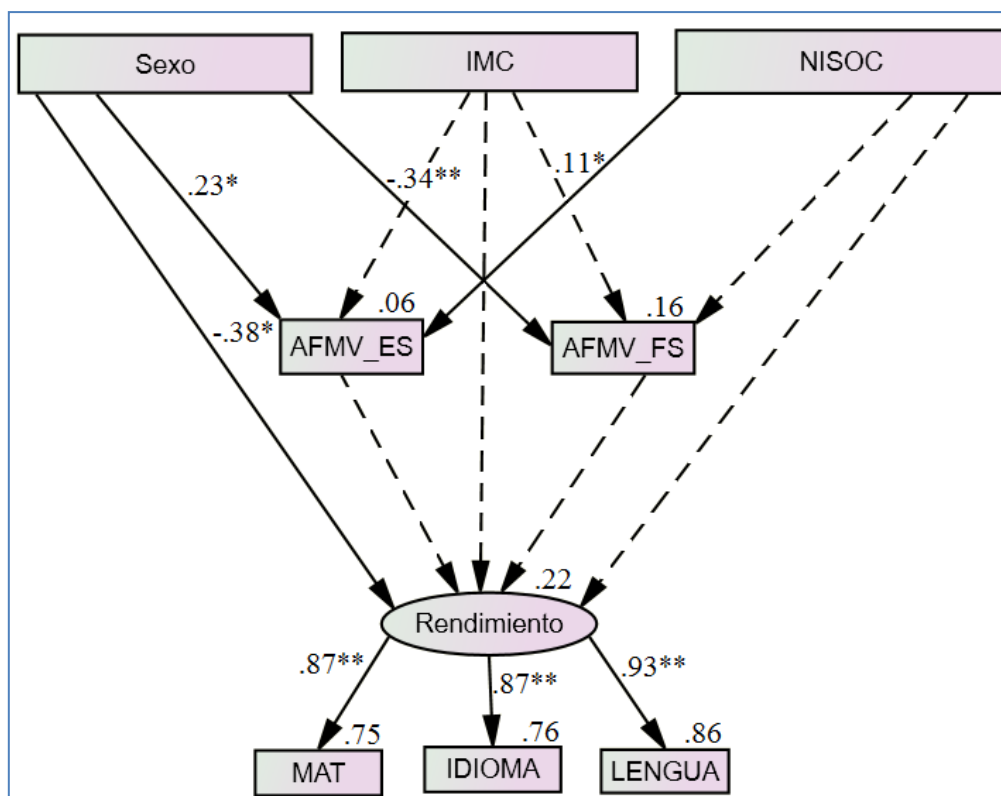 Sexo
IMC
NISOC
.23*
-.34**
.11*
.06
.16
-.38*
AFMV_ES
AFMV_FS
.22
Rendimiento
.87**
.87**
.93**
.75
.76
.86
MAT
IDIOMA
LENGUA